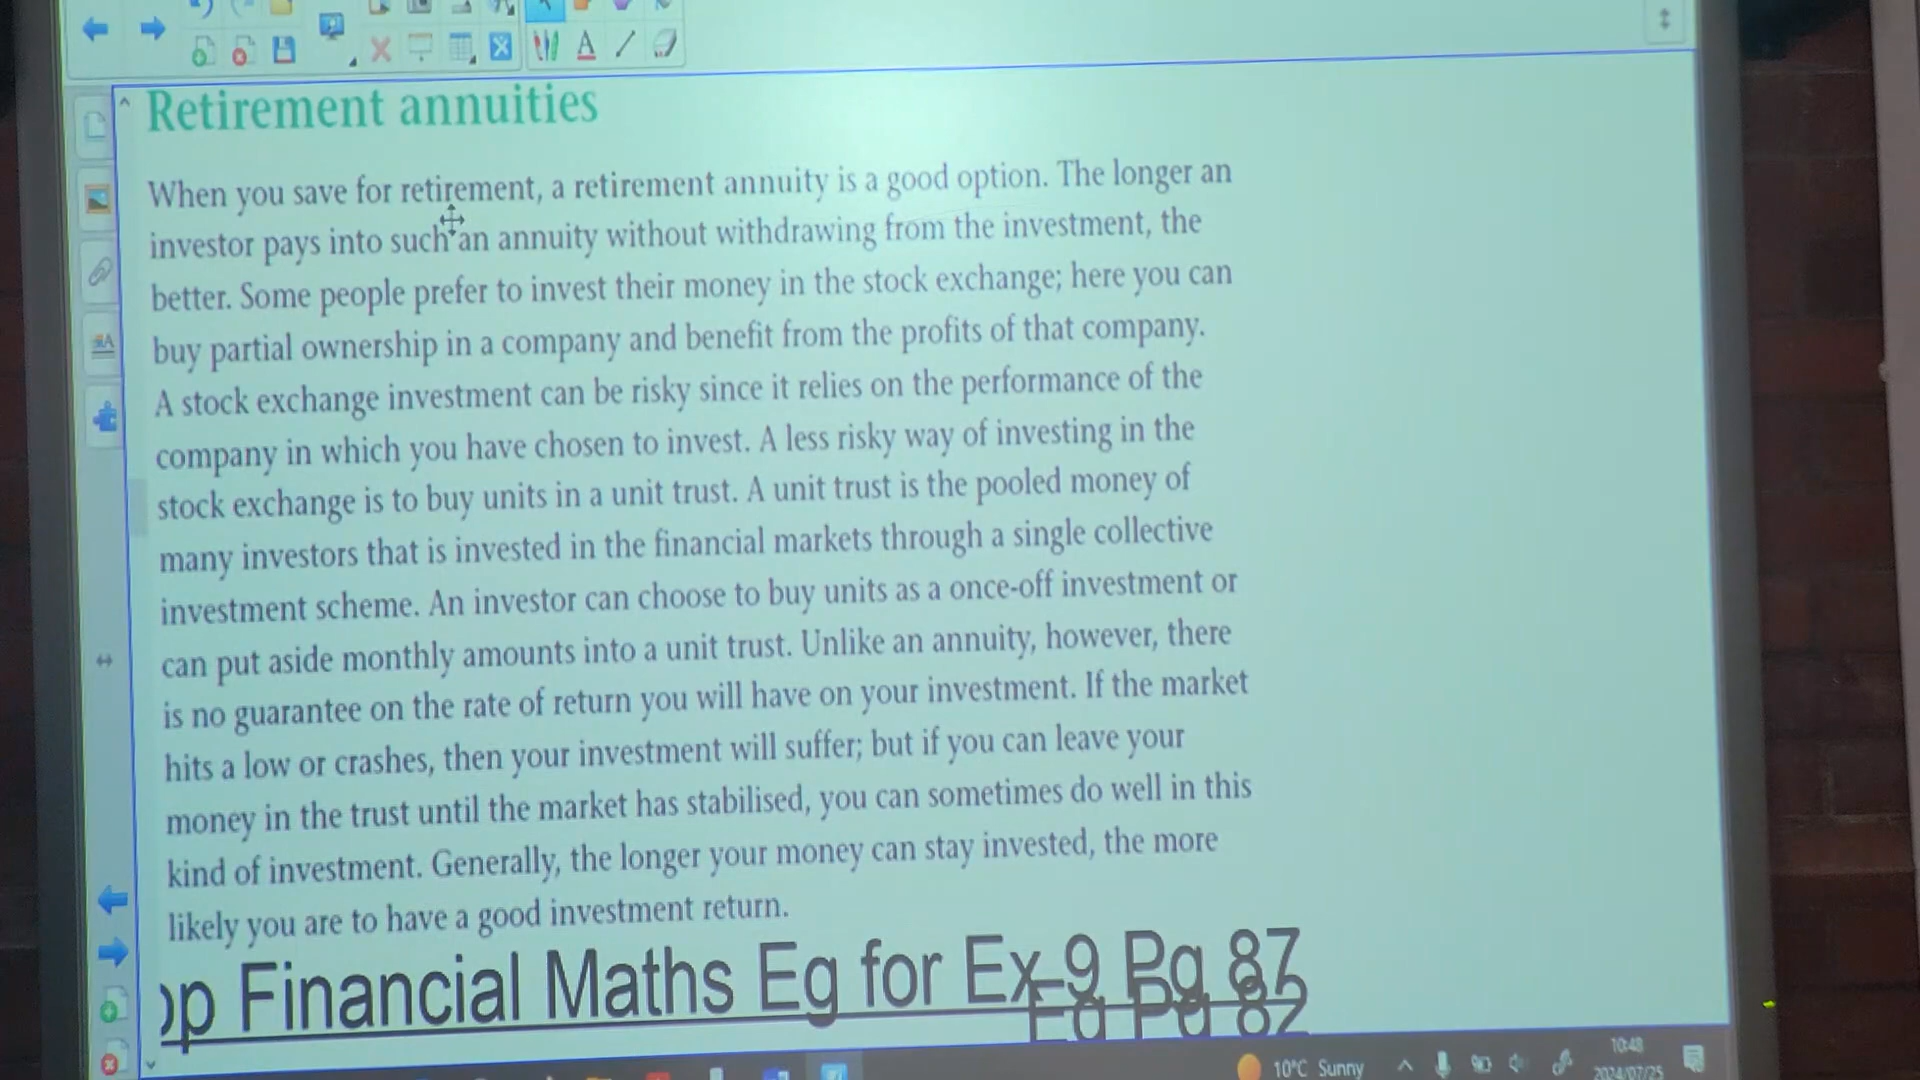 Retirement annuities
When you save for retirement, a retirement annuity is a good option. The longer an
investor pays into such an annuity without withdrawing from the investment, the
better. Some people prefer to invest their money in the stock exchange; here you can
buy partial ownership in a company and benefit from the profits of that company.
A stock exchange investment can be risky since it relies on the performance of the
company in which you have chosen to invest. A less risky way of investing in the
stock exchange is to buy units in a unit trust. A unit trust is the pooled money of
many investors that is invested in the financial markets through a single collective
investment scheme. An investor can choose to buy units as a once-off investment or
can put aside monthly amounts into a unit trust. Unlike an annuity, however, there
is no guarantee on the rate of return you will have on your investment. If the market
hits a low or crashes, then your investment will suffer; but if you can leave your
money in the trust until the market has stabilised, you can sometimes do well in this
kind of investment. Generally, the longer your money can stay invested, the more
likely you are to have a good investment return.
Financial Maths Eg for Ex 9 Pg 87
10°C Sunny
10:48
2024/07/25